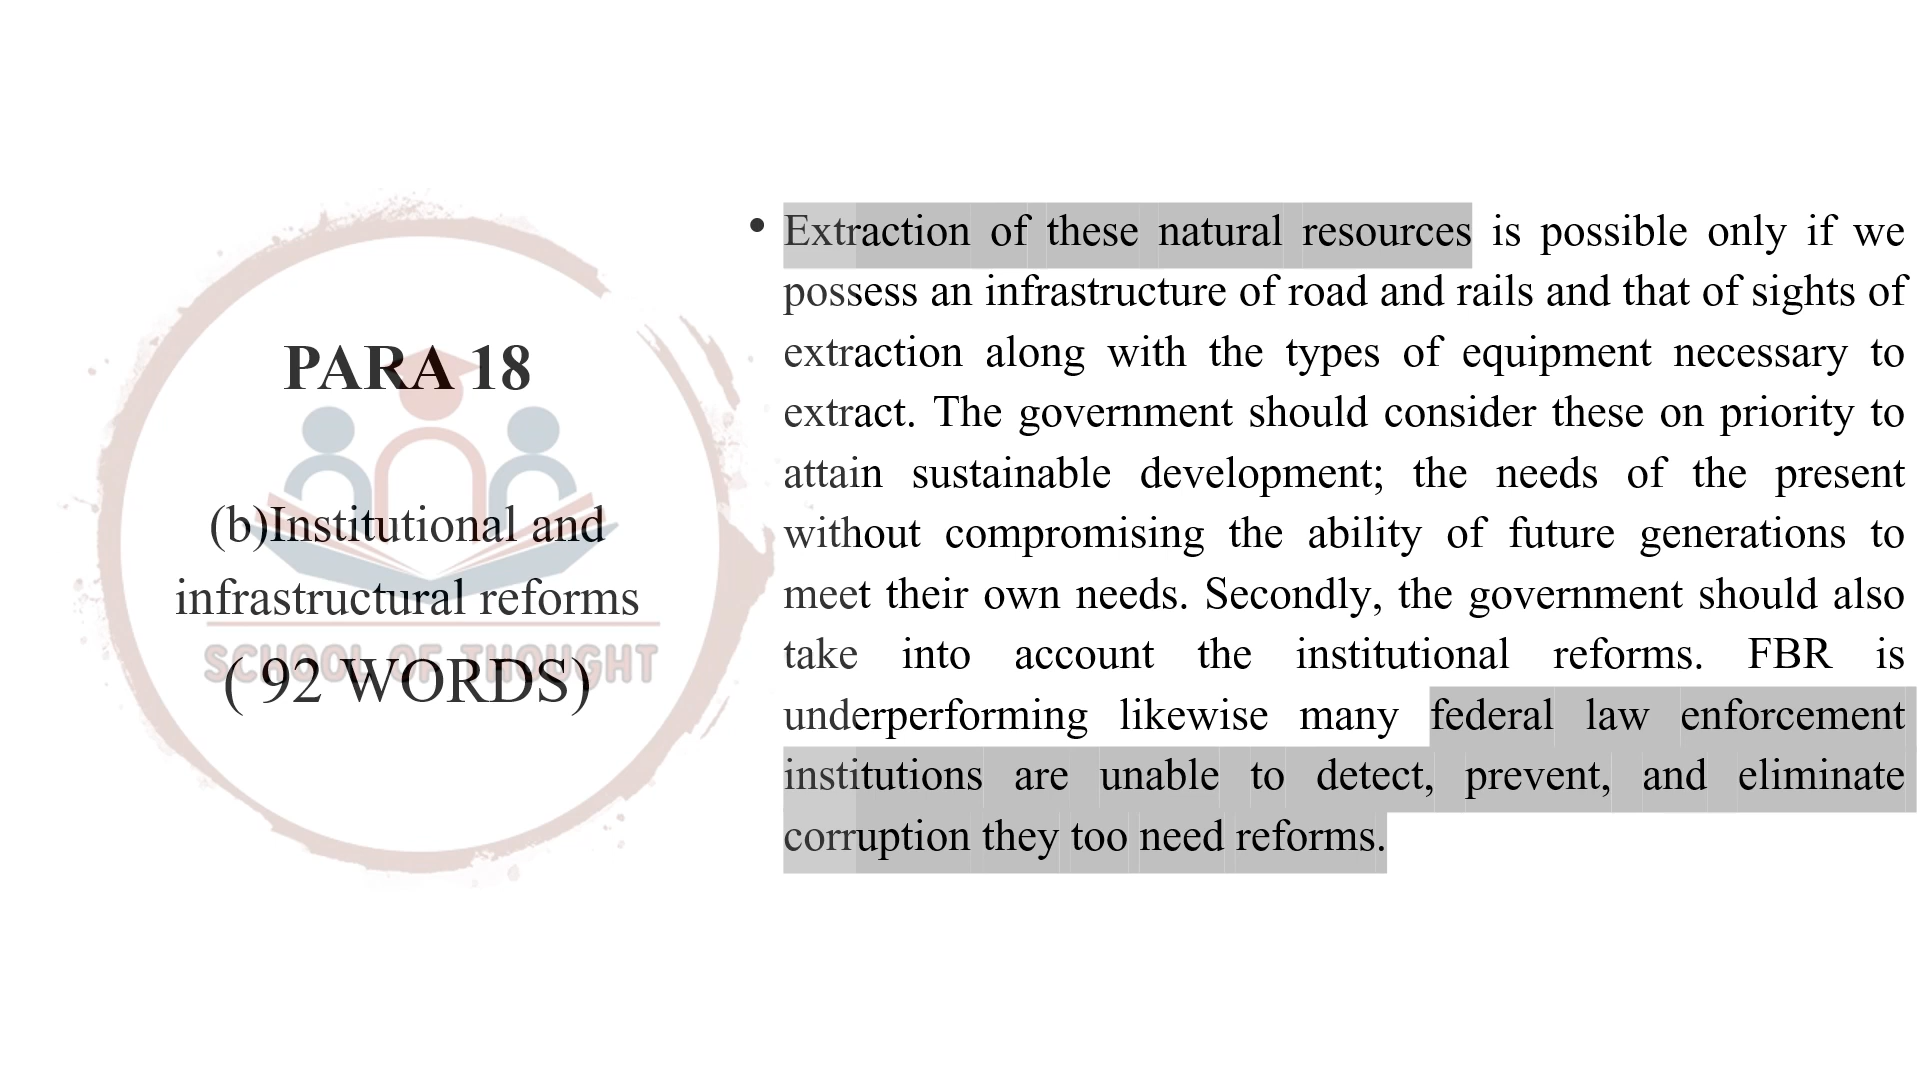 PARA 18
(b)Institutional and
infrastructural reforms
( 92 WORDS)
SCHOOL OF THOUGHT
• Extraction of these natural resources is possible only if we
possess an infrastructure of road and rails and that of sights of
extraction along with the types of equipment necessary to
extract. The government should consider these on priority to
attain sustainable development; the needs of the present
without compromising the ability of future generations to
meet their own needs. Secondly, the government should also
take into account the institutional reforms. FBR is
underperforming likewise many federal law enforcement
institutions are unable to detect, prevent, and eliminate
corruption they too need reforms.